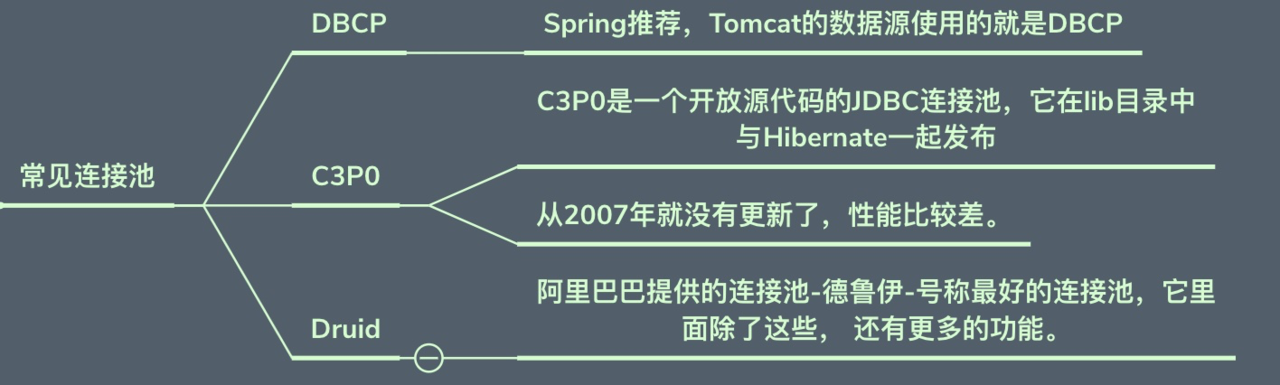 DBCP
Spring推荐，Tomcat的数据源使用的就是DBCP
常见连接池
C3P0
C3P0是一个开放源代码的JDBC连接池，它在lib目录中
与Hibernate一起发布
从2007年就没有更新了，性能比较差。
Druid
阿里巴巴提供的连接池-德鲁伊-号称最好的连接池，它里
面除了这些， 还有更多的功能。